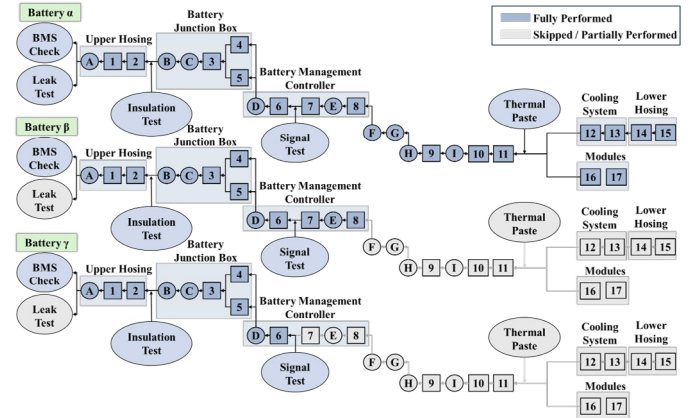 Fully Performed
Skipped / Partially Performed
Battery α
BMS
Check
Leak
Test
Upper Hosing
A 1 2
Insulation
Test
Battery
Junction Box
B C 3 4
5
Battery Management
Controller
D 6 7 E 8
Signal
Test
F G
H 9 I 10 11
Thermal
Paste
Cooling
System
12 13
Lower
Hosing
14 15
Modules
16 17
Battery β
BMS
Check
Leak
Test
Upper Hosing
A 1 2
Insulation
Test
Battery
Junction Box
B C 3 4
5
Battery Management
Controller
D 6 7 E 8
Signal
Test
F G
H 9 I 10 11
Thermal
Paste
Cooling
System
12 13
Lower
Hosing
14 15
Modules
16 17
Battery γ
BMS
Check
Leak
Test
Upper Hosing
A 1 2
Insulation
Test
Battery
Junction Box
B C 3 4
5
Battery Management
Controller
D 6 7 E 8
Signal
Test
F G
H 9 I 10 11
Thermal
Paste
Cooling
System
12 13
Lower
Hosing
14 15
Modules
16 17